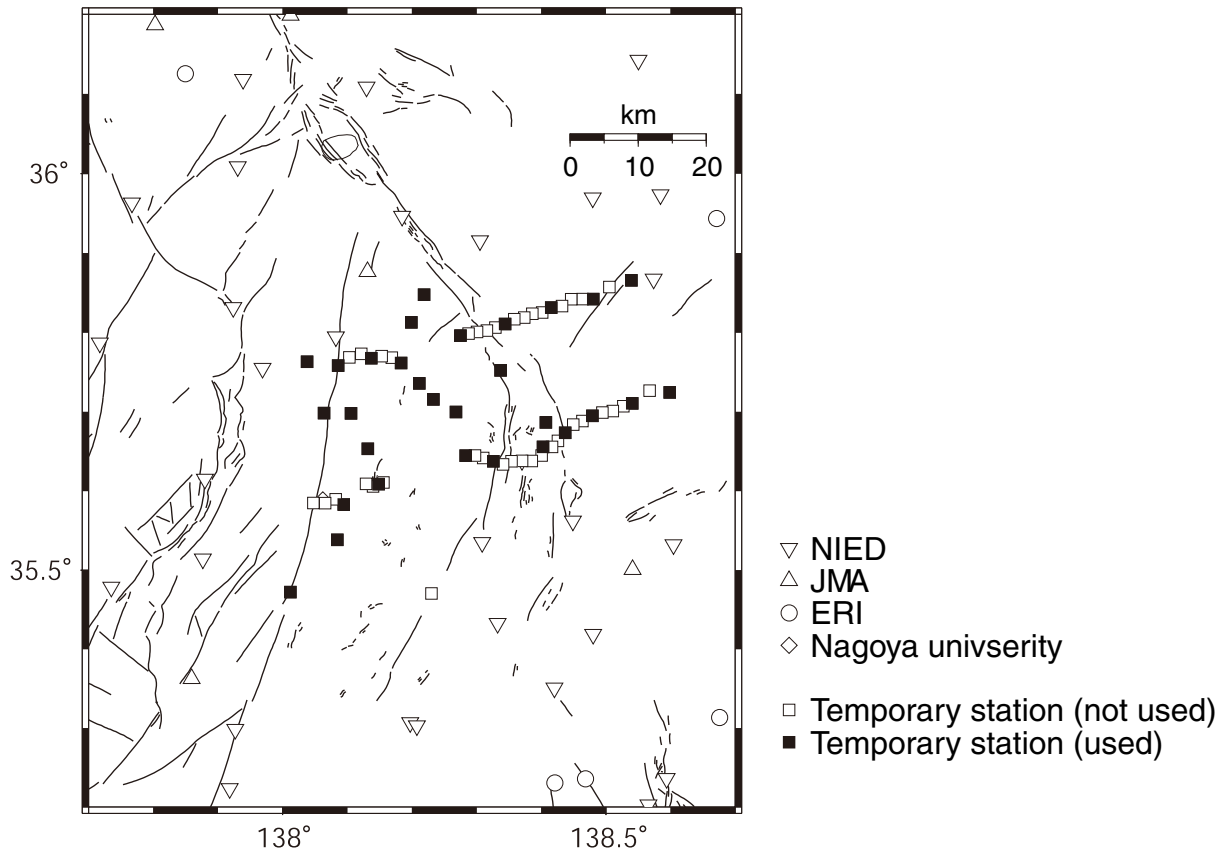 km
0 10 20
36°
35.5°
138° 138.5°
NIED
JMA
ERI
Nagoya univserity
Temporary station (not used)
Temporary station (used)